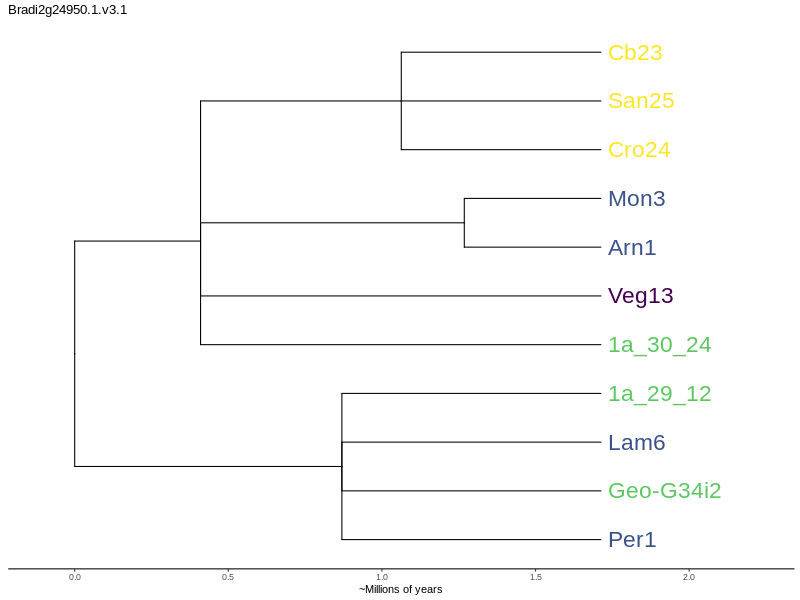 Bradi2g24950.1.v3.1
Cb23
San25
Cro24
Mon3
Arn1
Veg13
1a_30_24
1a_29_12
Lam6
Geo-G34i2
Per1
0.0 0.5 1.0 1.5 2.0
~Millions of years